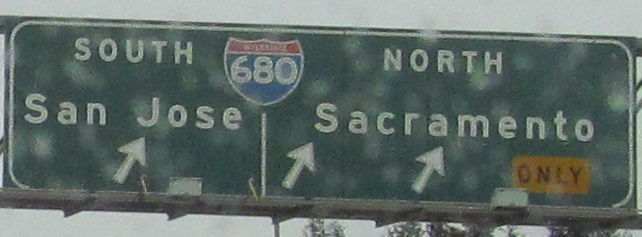 SOUTH
San Jose
INTERSTATE
680
NORTH
Sacramento
ONLY